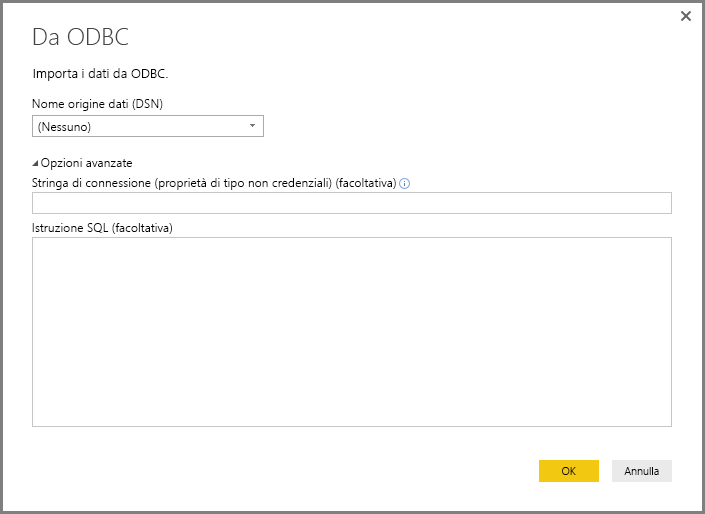 Da ODBC
Importa i dati da ODBC.
Nome origine dati (DSN)
(Nessuno)
Opzioni avanzate
Stringa di connessione (proprietà di tipo non credenziali) (facoltativa)
Istruzione SQL (facoltativa)
OK Annulla